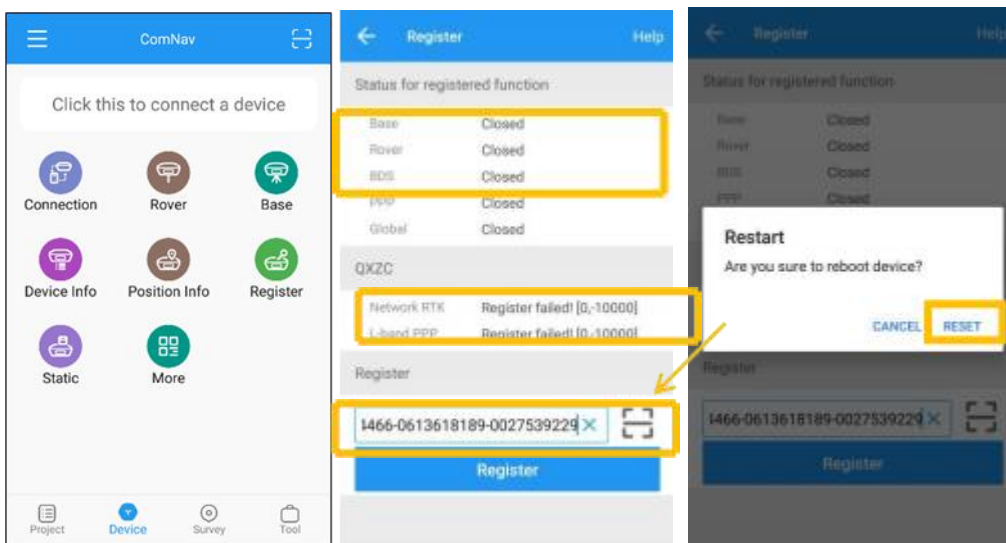 ComNav
Click this to connect a device
Connection
Rover
Base
Device Info
Position Info
Register
Static
More
Project
Device
Survey
Tool
Register
Help
Status for registered function
Base Closed
Rover Closed
BDS Closed
PPP Closed
Global Closed
QXZC
Network RTK Register failed! [0,-10000]
L-band PPP Register failed! [0,-10000]
Register
4466-0613618189-0027539229
Register
Register
Help
Status for registered function
Base Closed
Rover Closed
BDS Closed
PPP Closed
Restart
Are you sure to reboot device?
CANCEL RESET
Register
4466-0613618189-0027539229
Register